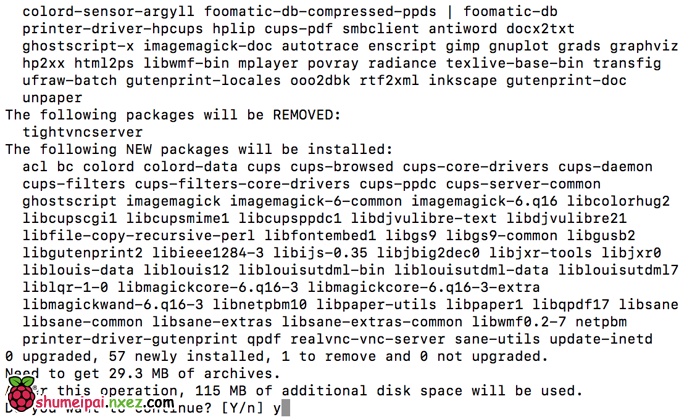 colord-sensor-argyll foomatic-db-compressed-ppds | foomatic-db
printer-driver-hpcups hplip cups-pdf smbclient antiword docx2txt
ghostscript-x imagemagick-doc autotrace enscript gimp gnuplot grads graphviz
hp2xx html2ps libwmf-bin mplayer povray radiance texlive-base-bin transfig
ufraw-batch gutenprint-locales ooo2dbk rtf2xml inkscape gutenprint-doc
unpaper
The following packages will be REMOVED:
tightvncserver
The following NEW packages will be installed:
acl bc colord colord-data cups cups-browsed cups-core-drivers cups-daemon
cups-filters cups-filters-core-drivers cups-ppdc cups-server-common
ghostscript imagemagick imagemagick-6-common imagemagick-6.q16 libcolorhug2
libcupscgi1 libcupsmime1 libcupsppdc1 libdjvulibre-text libdjvulibre21
libfile-copy-recursive-perl libfontembed1 libgs9 libgs9-common libgusb2
libgutenprint2 libieee1284-3 libijs-0.35 libjbig2dec0 libjxr-tools libjxr0
liblouis-data liblouis12 liblouisutdml-bin liblouisutdml-data liblouisutdml7
liblqr-1-0 libmagickcore-6.q16-3 libmagickcore-6.q16-3-extra
libmagickwand-6.q16-3 libnetpbm10 libpaper-utils libpaper1 libqpdf17 libsane
libsane-common libsane-extras libsane-extras-common libwmf0.2-7 netpbm
printer-driver-gutenprint qpdf realvnc-vnc-server sane-utils update-inetd
0 upgraded, 57 newly installed, 1 to remove and 0 not upgraded.
Need to get 29.3 MB of archives.
After this operation, 115 MB of additional disk space will be used.
Do you want to continue? [Y/n] y
shumeipai.nxez.com